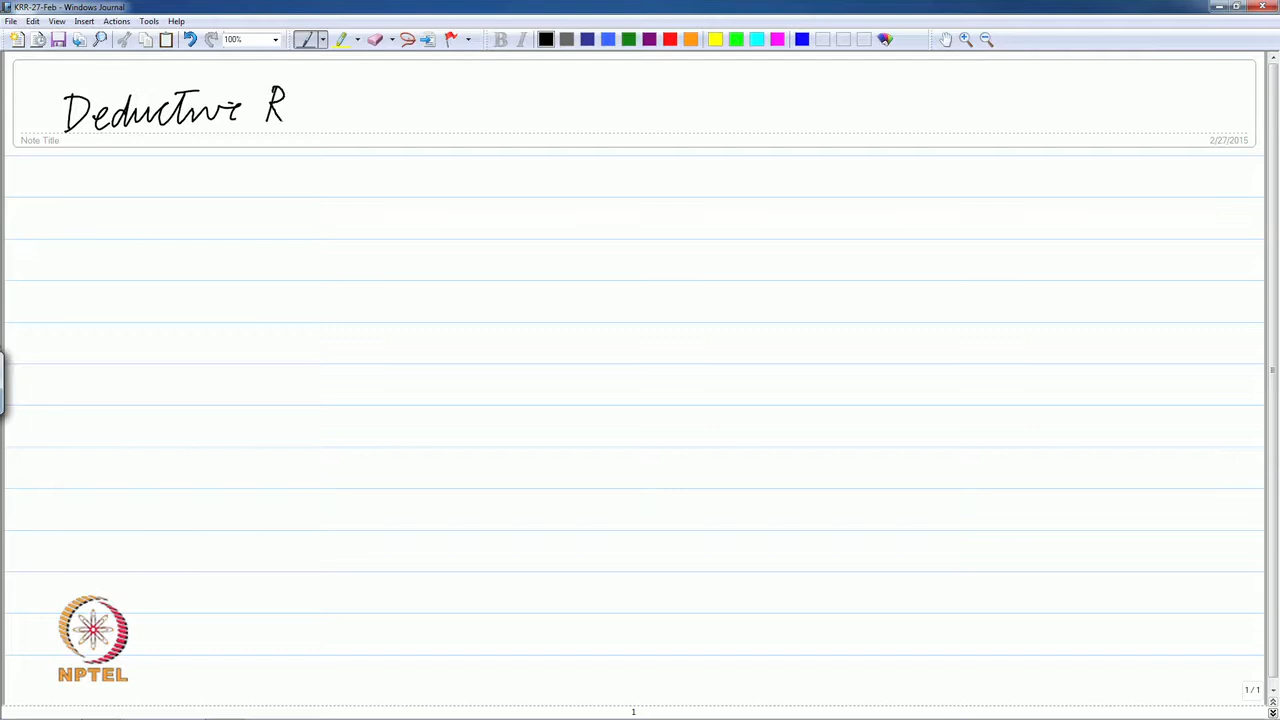 KRR-27-Feb - Windows Journal
File Edit View Insert Actions Tools Help
100%
B I
Deductive R
Note Title
2/27/2015
NPTEL
1 / 1
1